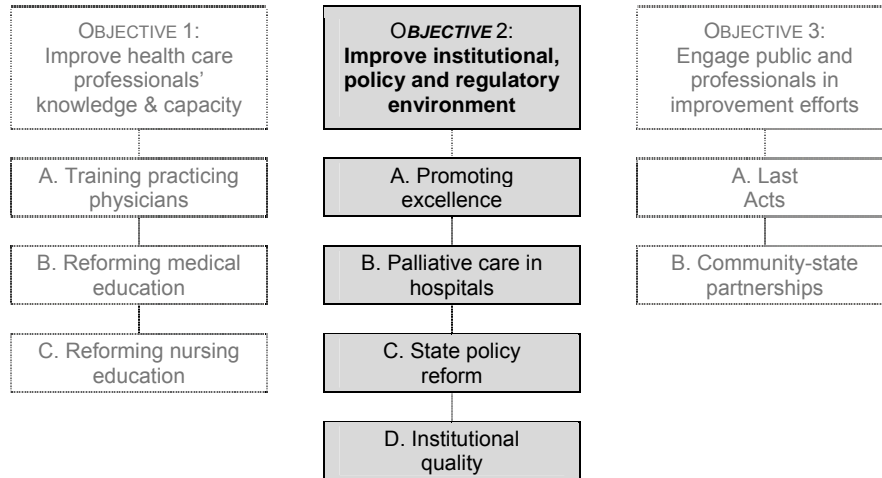 OBJECTIVE 1:
Improve health care
professionals’
knowledge & capacity
A. Training practicing
physicians
B. Reforming medical
education
C. Reforming nursing
education
OBJECTIVE 2:
Improve institutional,
policy and regulatory
environment
A. Promoting
excellence
B. Palliative care in
hospitals
C. State policy
reform
D. Institutional
quality
OBJECTIVE 3:
Engage public and
professionals in
improvement efforts
A. Last
Acts
B. Community-state
partnerships